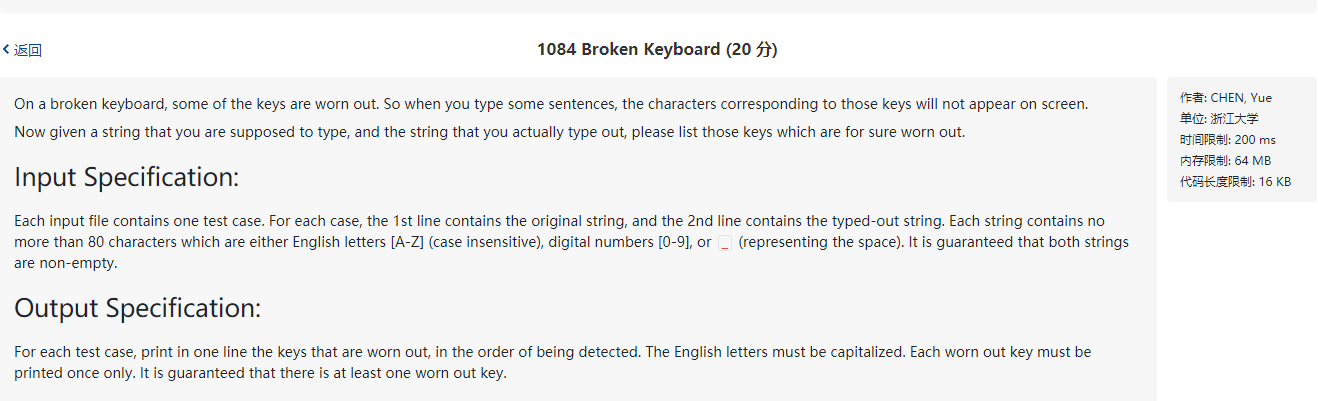 返回
1084 Broken Keyboard (20 分)
On a broken keyboard, some of the keys are worn out. So when you type some sentences, the characters corresponding to those keys will not appear on screen.
Now given a string that you are supposed to type, and the string that you actually type out, please list those keys which are for sure worn out.
Input Specification:
Each input file contains one test case. For each case, the 1st line contains the original string, and the 2nd line contains the typed-out string. Each string contains no
more than 80 characters which are either English letters [A-Z] (case insensitive), digital numbers [0-9], or _ (representing the space). It is guaranteed that both strings
are non-empty.
Output Specification:
For each test case, print in one line the keys that are worn out, in the order of being detected. The English letters must be capitalized. Each worn out key must be
printed once only. It is guaranteed that there is at least one worn out key.
作者: CHEN, Yue
单位: 浙江大学
时间限制: 200 ms
内存限制: 64 MB
代码长度限制: 16 KB